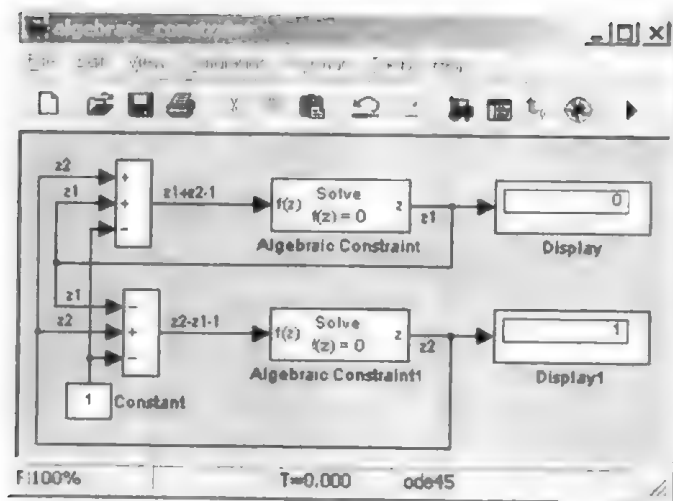 z2
z1
z1+z2-1
f(z)
Solve
f(z) = 0
z
z1
0
Algebraic Constraint
Display
z1
z2
z2-z1-1
f(z)
Solve
f(z) = 0
z
z2
1
Algebraic Constraint1
Display1
1
Constant
100%
T=0.000
ode45